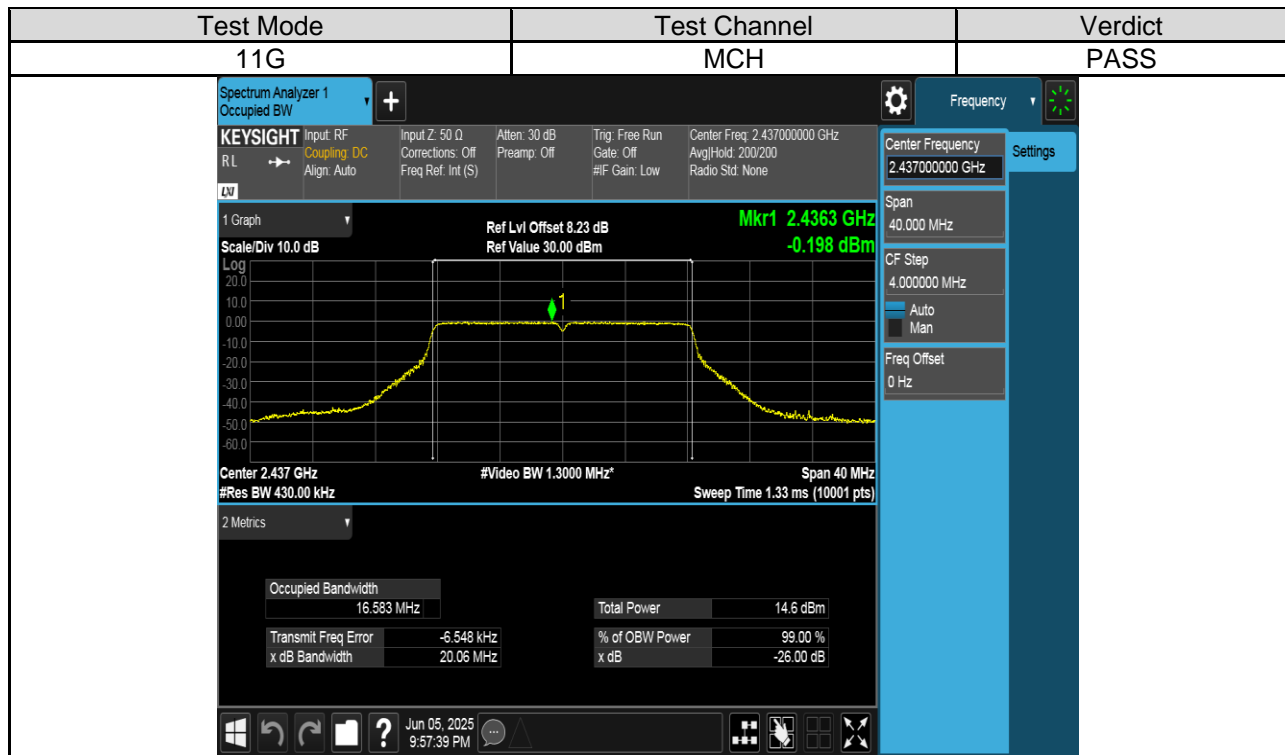 Test Mode Test Channel Verdict
11G MCH PASS
Spectrum Analyzer 1
Occupied BW
+
Frequency
KEYSIGHT Input: RF Input Z: 50 Ω Atten: 30 dB Trig: Free Run Center Freq: 2.437000000 GHz
RL Coupling: DC Corrections: Off Preamp: Off Gate: Off Avg|Hold: 200/200
Align: Auto Freq Ref: Int (S) #IF Gain: Low Radio Std: None
LXI
Center Frequency
2.437000000 GHz
Settings
Span
40.000 MHz
CF Step
4.000000 MHz
Auto
Man
Freq Offset
0 Hz
1 Graph
Ref Lvl Offset 8.23 dB
Mkr1 2.4363 GHz
Scale/Div 10.0 dB
Ref Value 30.00 dBm
-0.198 dBm
Log
20.0
10.0
1
0.00
-10.0
-20.0
-30.0
-40.0
-50.0
-60.0
Center 2.437 GHz #Video BW 1.3000 MHz* Span 40 MHz
#Res BW 430.00 kHz Sweep Time 1.33 ms (10001 pts)
2 Metrics
Occupied Bandwidth
16.583 MHz Total Power 14.6 dBm
Transmit Freq Error -6.548 kHz % of OBW Power 99.00 %
x dB Bandwidth 20.06 MHz x dB -26.00 dB
? Jun 05, 2025
9:57:39 PM